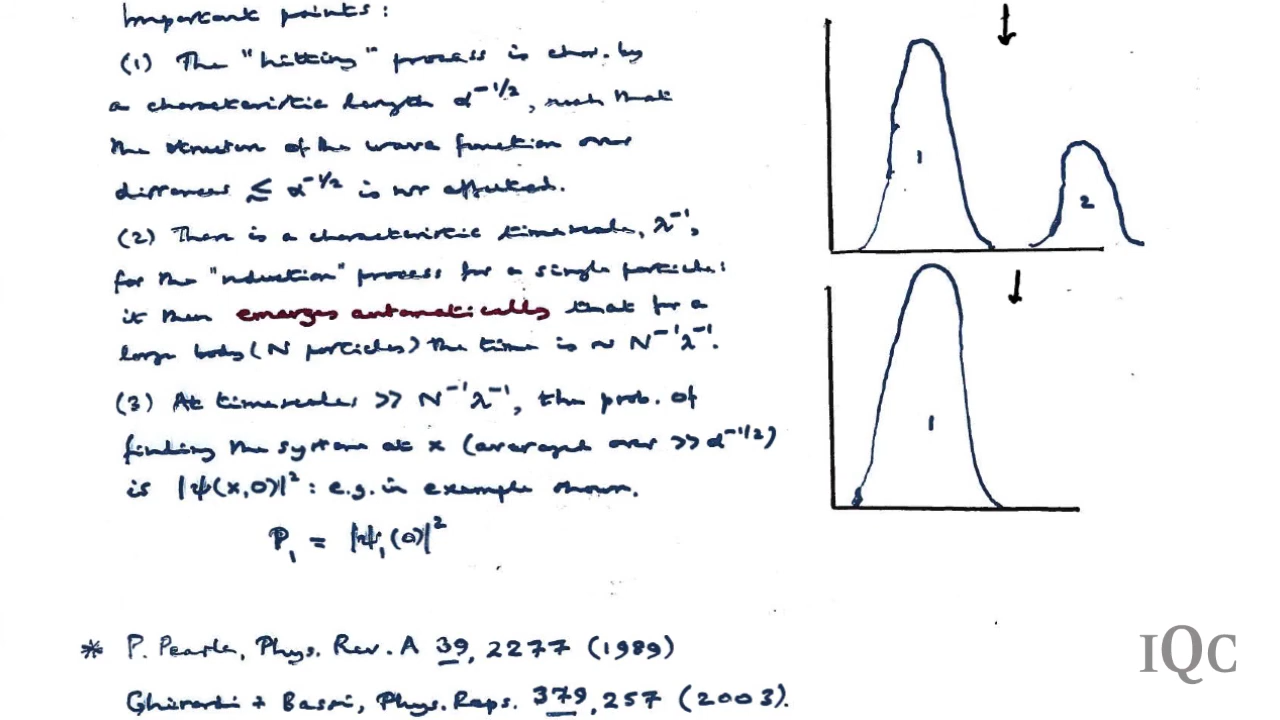 Important points:
(1) The "hitting" process is char. by
a characteristic length α^{-1/2}, such that
the structure of the wave function over
distances ≲ α^{-1/2} is not affected.
(2) There is a characteristic timescale, λ^{-1},
for the "reduction" process for a single particle:
it then emerges automatically that for a
large body (N particles) the time is ~ N^{-1}λ^{-1}.
(3) At timescales >> N^{-1}λ^{-1}, the prob. of
finding the system at x (averaged over >> α^{-1/2})
is |ψ(x,0)|²: e.g. in example shown,
P₁ = |ψ₁(0)|²
* P. Pearle, Phys. Rev. A 39, 2277 (1989)
Ghirardi + Bassi, Phys. Reps. 379, 257 (2003).
↓
1
2
↓
1
IQC